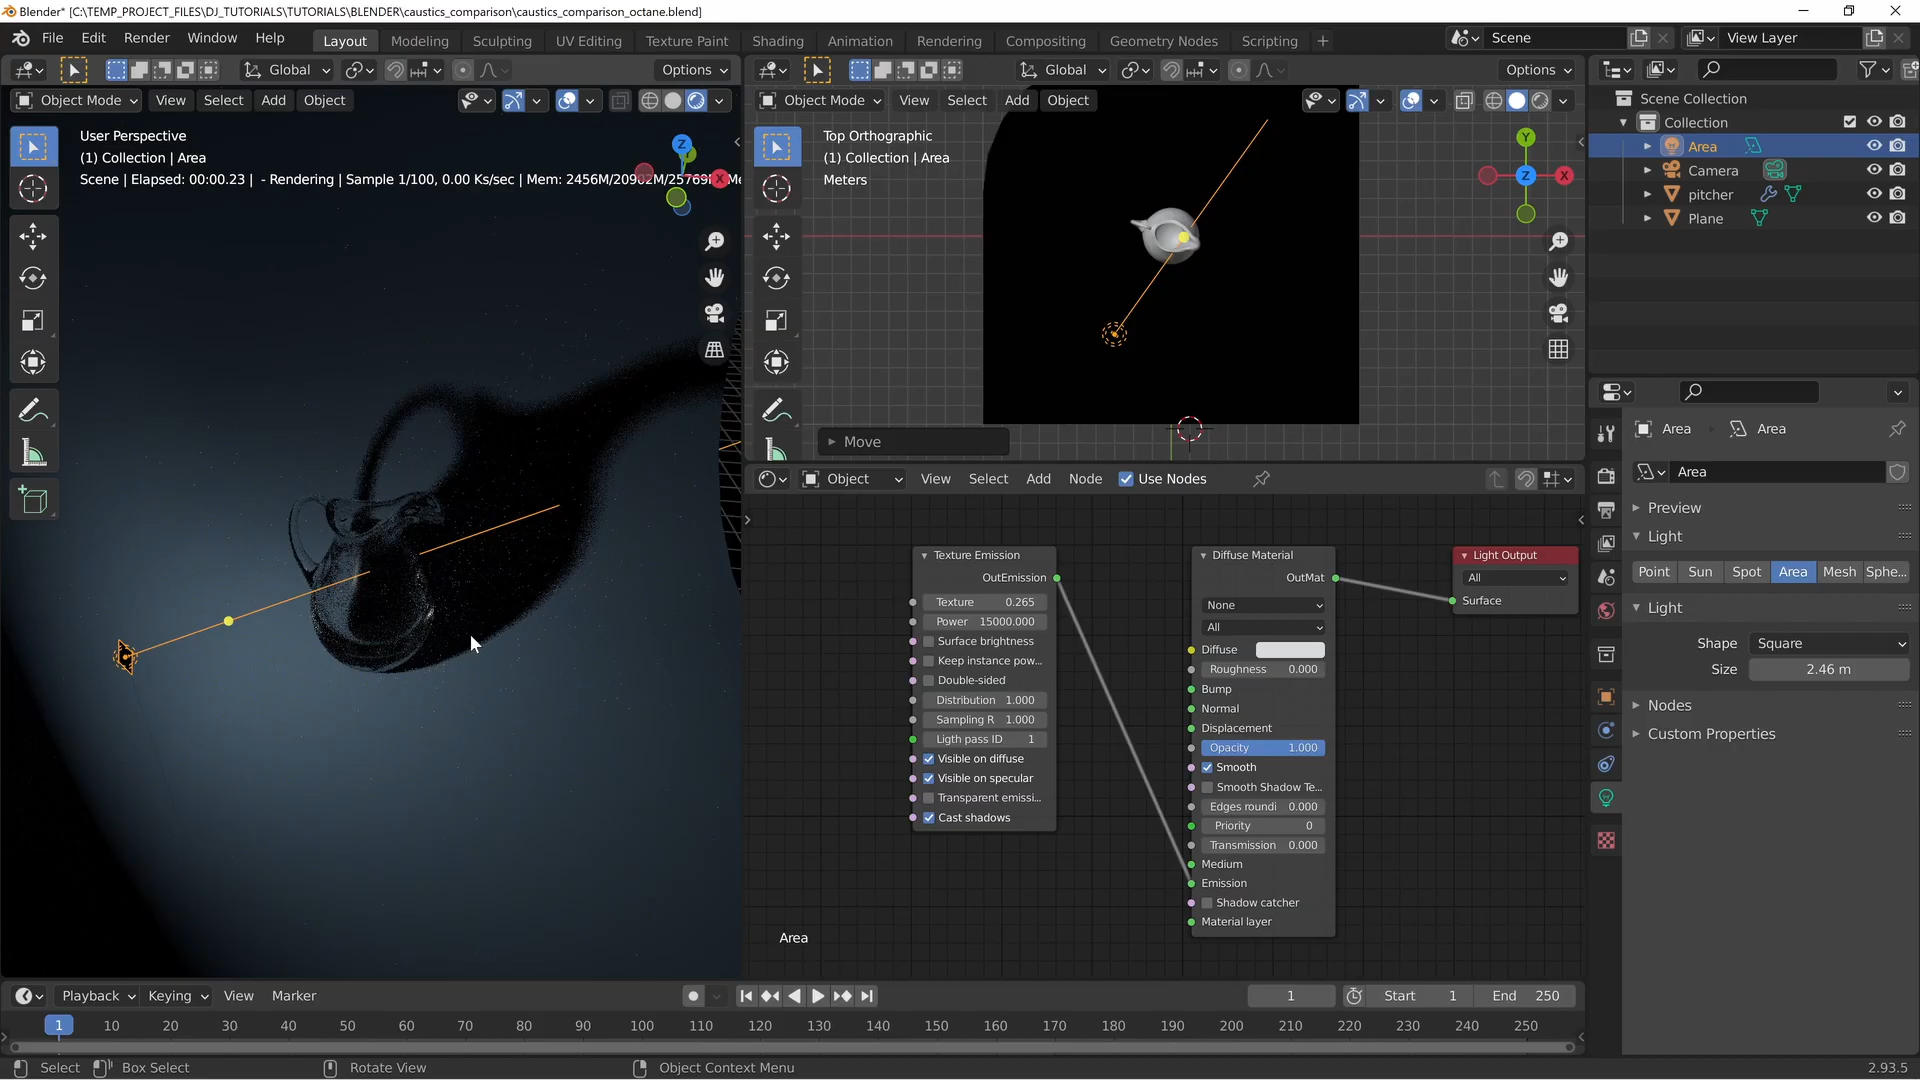 Blender* [C:\TEMP_PROJECT_FILES\DJ_TUTORIALS\TUTORIALS\BLENDER\caustics_comparison\caustics_comparison_octane.blend]
File Edit Render Window Help Layout Modeling Sculpting UV Editing Texture Paint Shading Animation Rendering Compositing Geometry Nodes Scripting + Scene View Layer
Global Options
Object Mode View Select Add Object
User Perspective
(1) Collection | Area
Scene | Elapsed: 00:00.23 | - Rendering | Sample 1/100, 0.00 Ks/sec | Mem: 2456M/20902M/25769
Z
X
Global Options
Object Mode View Select Add Object
Top Orthographic
(1) Collection | Area
Meters
Y
Z
X
Move
Object View Select Add Node Use Nodes
Texture Emission
OutEmission
Texture 0.265
Power 15000.000
Surface brightness
Keep instance pow...
Double-sided
Distribution 1.000
Sampling R 1.000
Ligth pass ID 1
Visible on diffuse
Visible on specular
Transparent emissi...
Cast shadows
Diffuse Material
OutMat
None
All
Diffuse
Roughness 0.000
Bump
Normal
Displacement
Opacity 1.000
Smooth
Smooth Shadow Te...
Edges roundi 0.000
Priority 0
Transmission 0.000
Medium
Emission
Shadow catcher
Material layer
Light Output
All
Surface
Area
Scene Collection
Collection
Area
Camera
pitcher
Plane
Area Area
Area
Preview
Light
Point Sun Spot Area Mesh Sphe...
Light
Shape Square
Size 2.46 m
Nodes
Custom Properties
Playback Keying View Marker 1 Start 1 End 250
1 10 20 30 40 50 60 70 80 90 100 110 120 130 140 150 160 170 180 190 200 210 220 230 240 250
Select Box Select Rotate View Object Context Menu 2.93.5